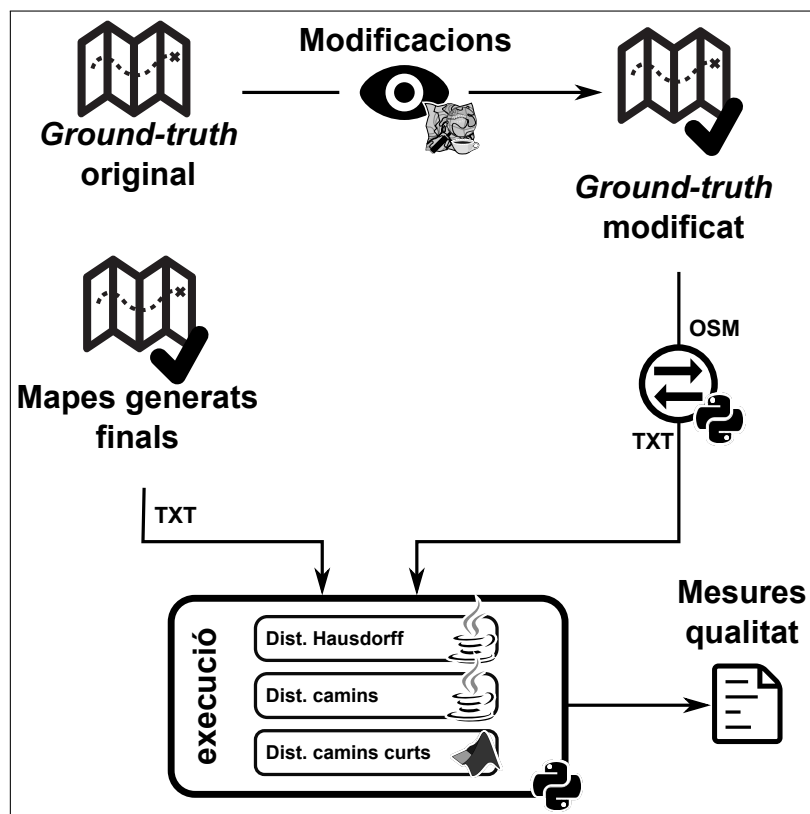 Modificacions
Ground-truth
original
Ground-truth
modificat
OSM
TXT
Mapes generats
finals
TXT
execució
Dist. Hausdorff
Dist. camins
Dist. camins curts
Mesures
qualitat